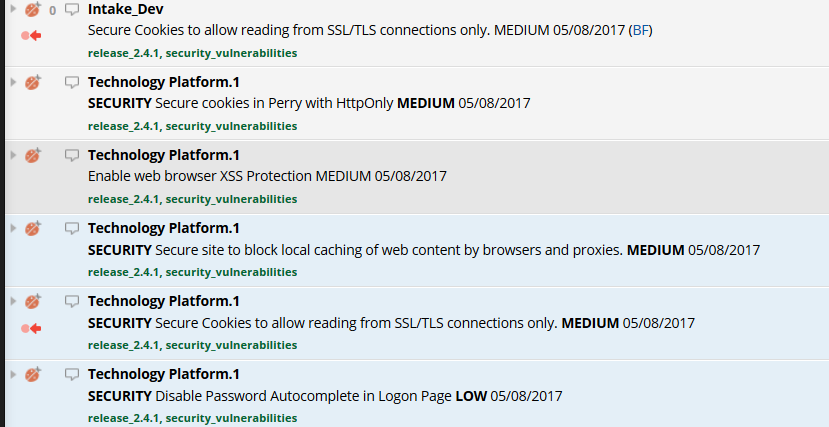 Intake_Dev
0
Secure Cookies to allow reading from SSL/TLS connections only. MEDIUM 05/08/2017 (BF)
release_2.4.1, security_vulnerabilities
Technology Platform.1
SECURITY Secure cookies in Perry with HttpOnly MEDIUM 05/08/2017
release_2.4.1, security_vulnerabilities
Technology Platform.1
Enable web browser XSS Protection MEDIUM 05/08/2017
release_2.4.1, security_vulnerabilities
Technology Platform.1
SECURITY Secure site to block local caching of web content by browsers and proxies. MEDIUM 05/08/2017
release_2.4.1, security_vulnerabilities
Technology Platform.1
SECURITY Secure Cookies to allow reading from SSL/TLS connections only. MEDIUM 05/08/2017
release_2.4.1, security_vulnerabilities
Technology Platform.1
SECURITY Disable Password Autocomplete in Logon Page LOW 05/08/2017
release_2.4.1, security_vulnerabilities